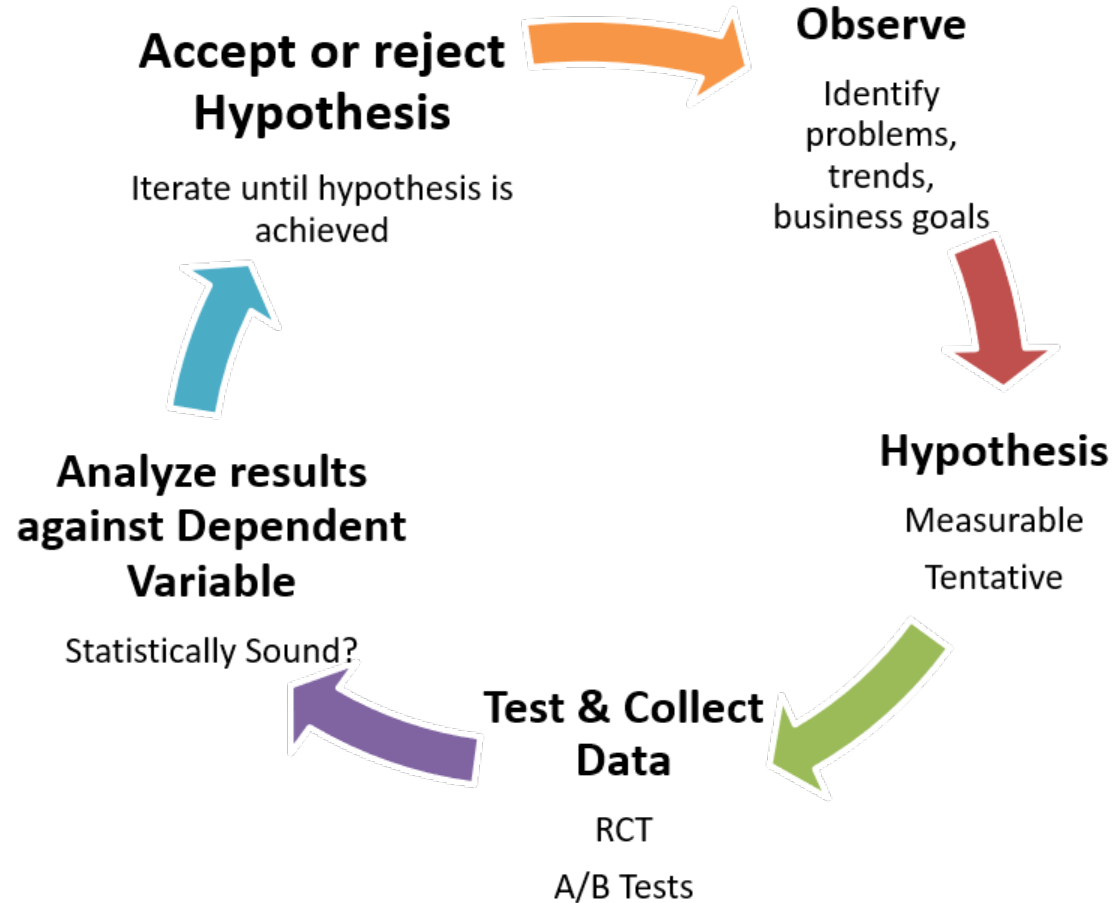 Observe
Identify
problems,
trends,
business goals
Hypothesis
Measurable
Tentative
Test & Collect
Data
RCT
A/B Tests
Analyze results
against Dependent
Variable
Statistically Sound?
Accept or reject
Hypothesis
Iterate until hypothesis is
achieved